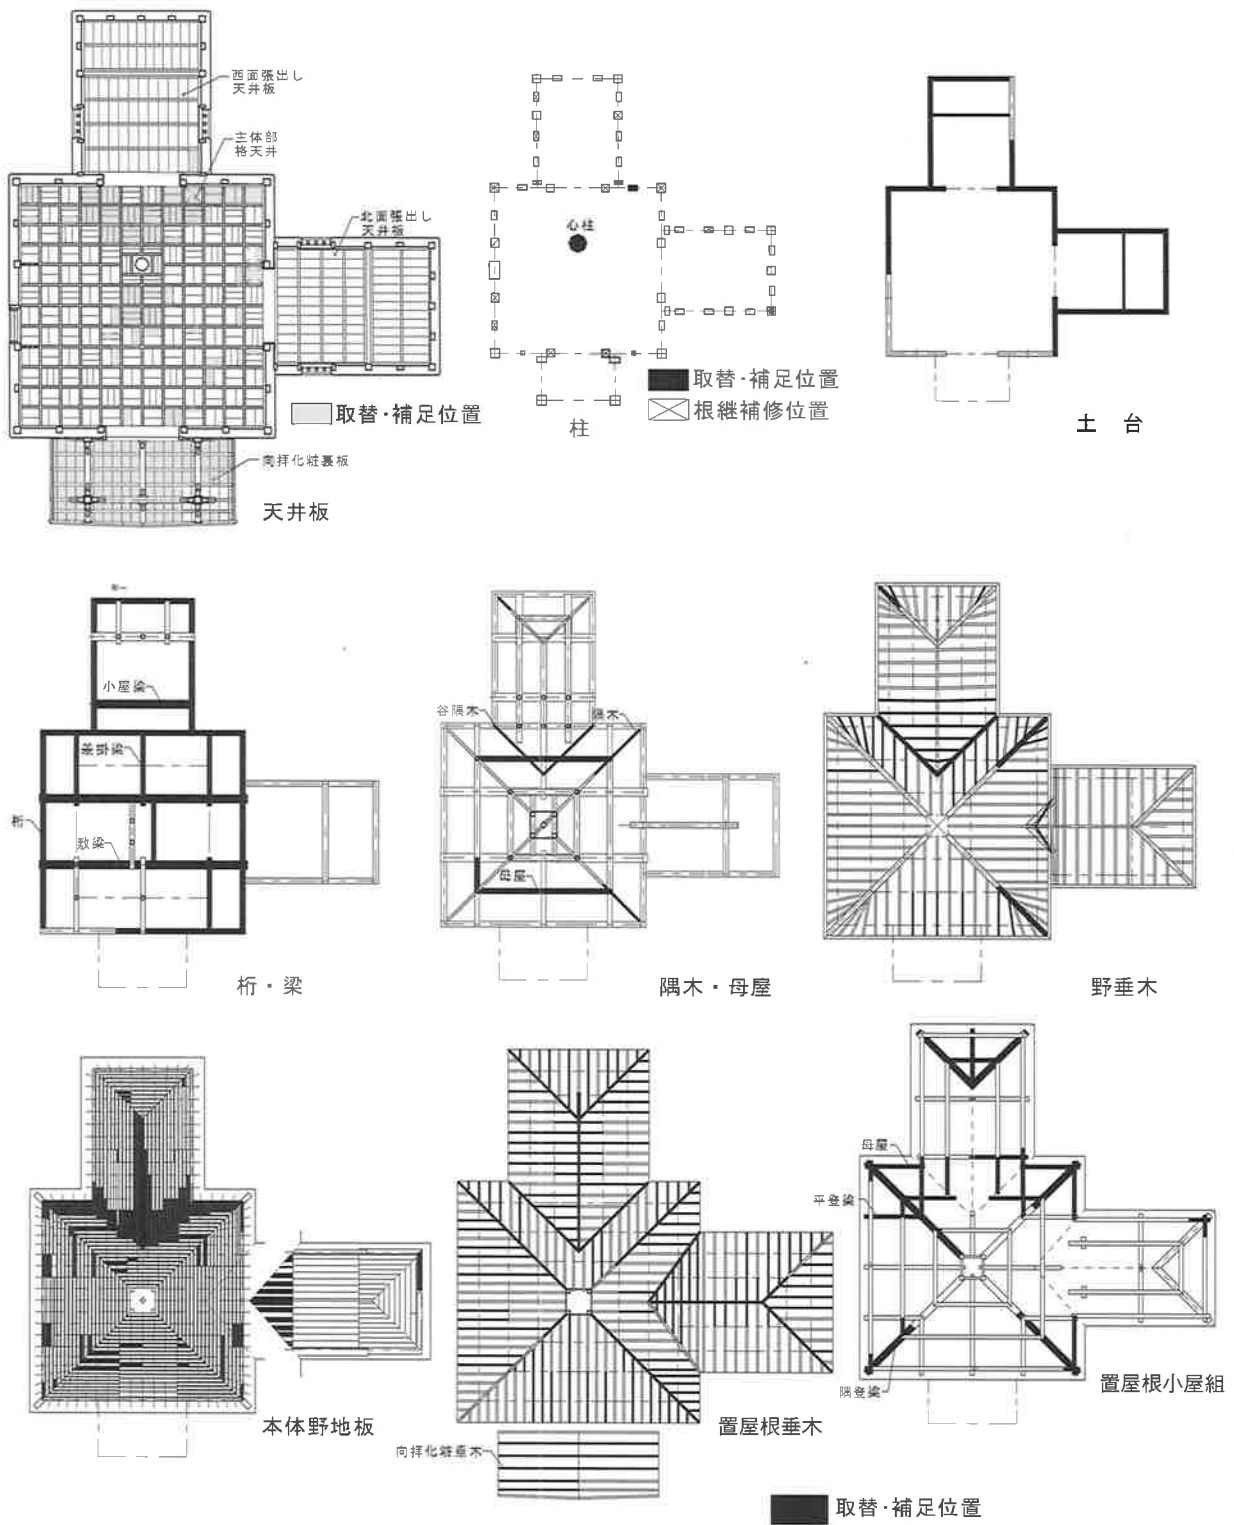 西面張出し
天井板
主体部
格天井
北面張出し
天井板
取替・補足位置
向拝化粧裏板
天井板
心柱
取替・補足位置
根継補修位置
柱
土台
小屋梁
差掛梁
桁
敷梁
桁・梁
谷隅木
隅木
母屋
隅木・母屋
野垂木
本体野地板
置屋根垂木
向拝化粧垂木
母屋
平登梁
隅登梁
置屋根小屋組
取替・補足位置